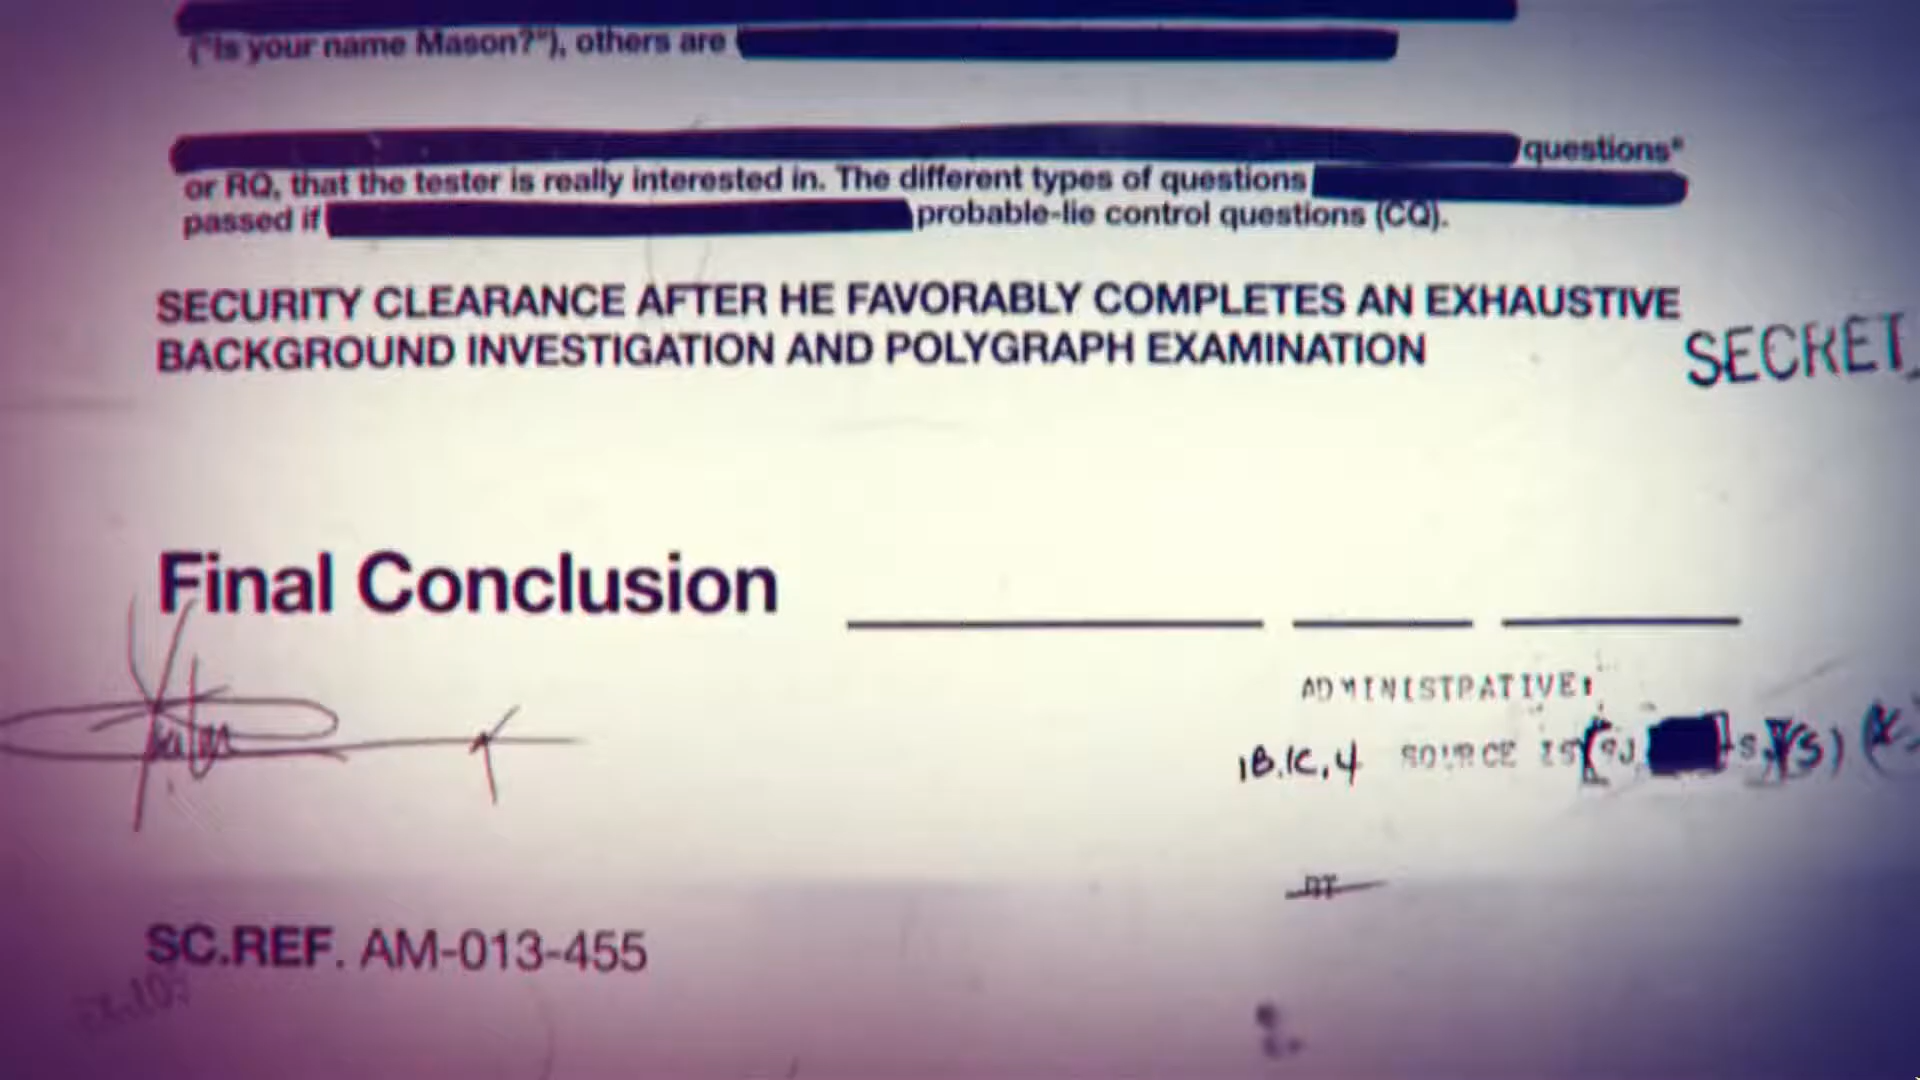 ("Is your name Mason?"), others are
questions"
or RQ, that the tester is really interested in. The different types of questions
passed if probable-lie control questions (CQ).
SECURITY CLEARANCE AFTER HE FAVORABLY COMPLETES AN EXHAUSTIVE
BACKGROUND INVESTIGATION AND POLYGRAPH EXAMINATION
SECRET
Final Conclusion
ADMINISTRATIVE:
1B.1C.4 SOURCE IS
SC.REF. AM-013-455